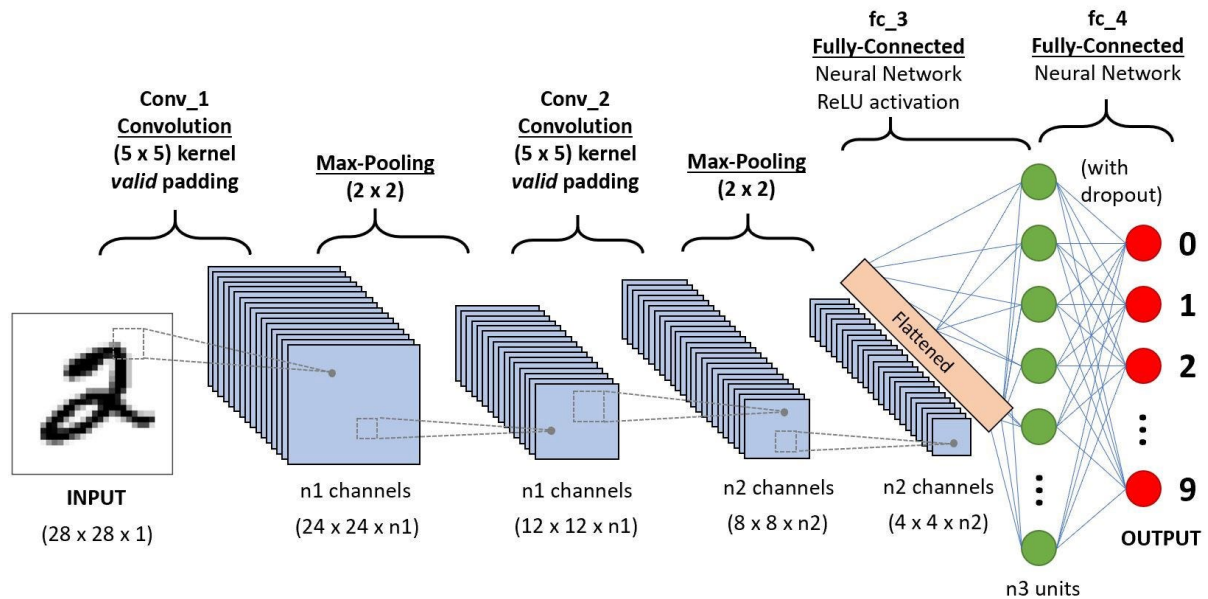 Conv_1
Convolution
(5 x 5) kernel
valid padding
Max-Pooling
(2 x 2)
Conv_2
Convolution
(5 x 5) kernel
valid padding
Max-Pooling
(2 x 2)
fc_3
Fully-Connected
Neural Network
ReLU activation
fc_4
Fully-Connected
Neural Network
(with
dropout)
INPUT
(28 x 28 x 1)
n1 channels
(24 x 24 x n1)
n1 channels
(12 x 12 x n1)
n2 channels
(8 x 8 x n2)
n2 channels
(4 x 4 x n2)
Flattened
n3 units
0
1
2
9
OUTPUT
2